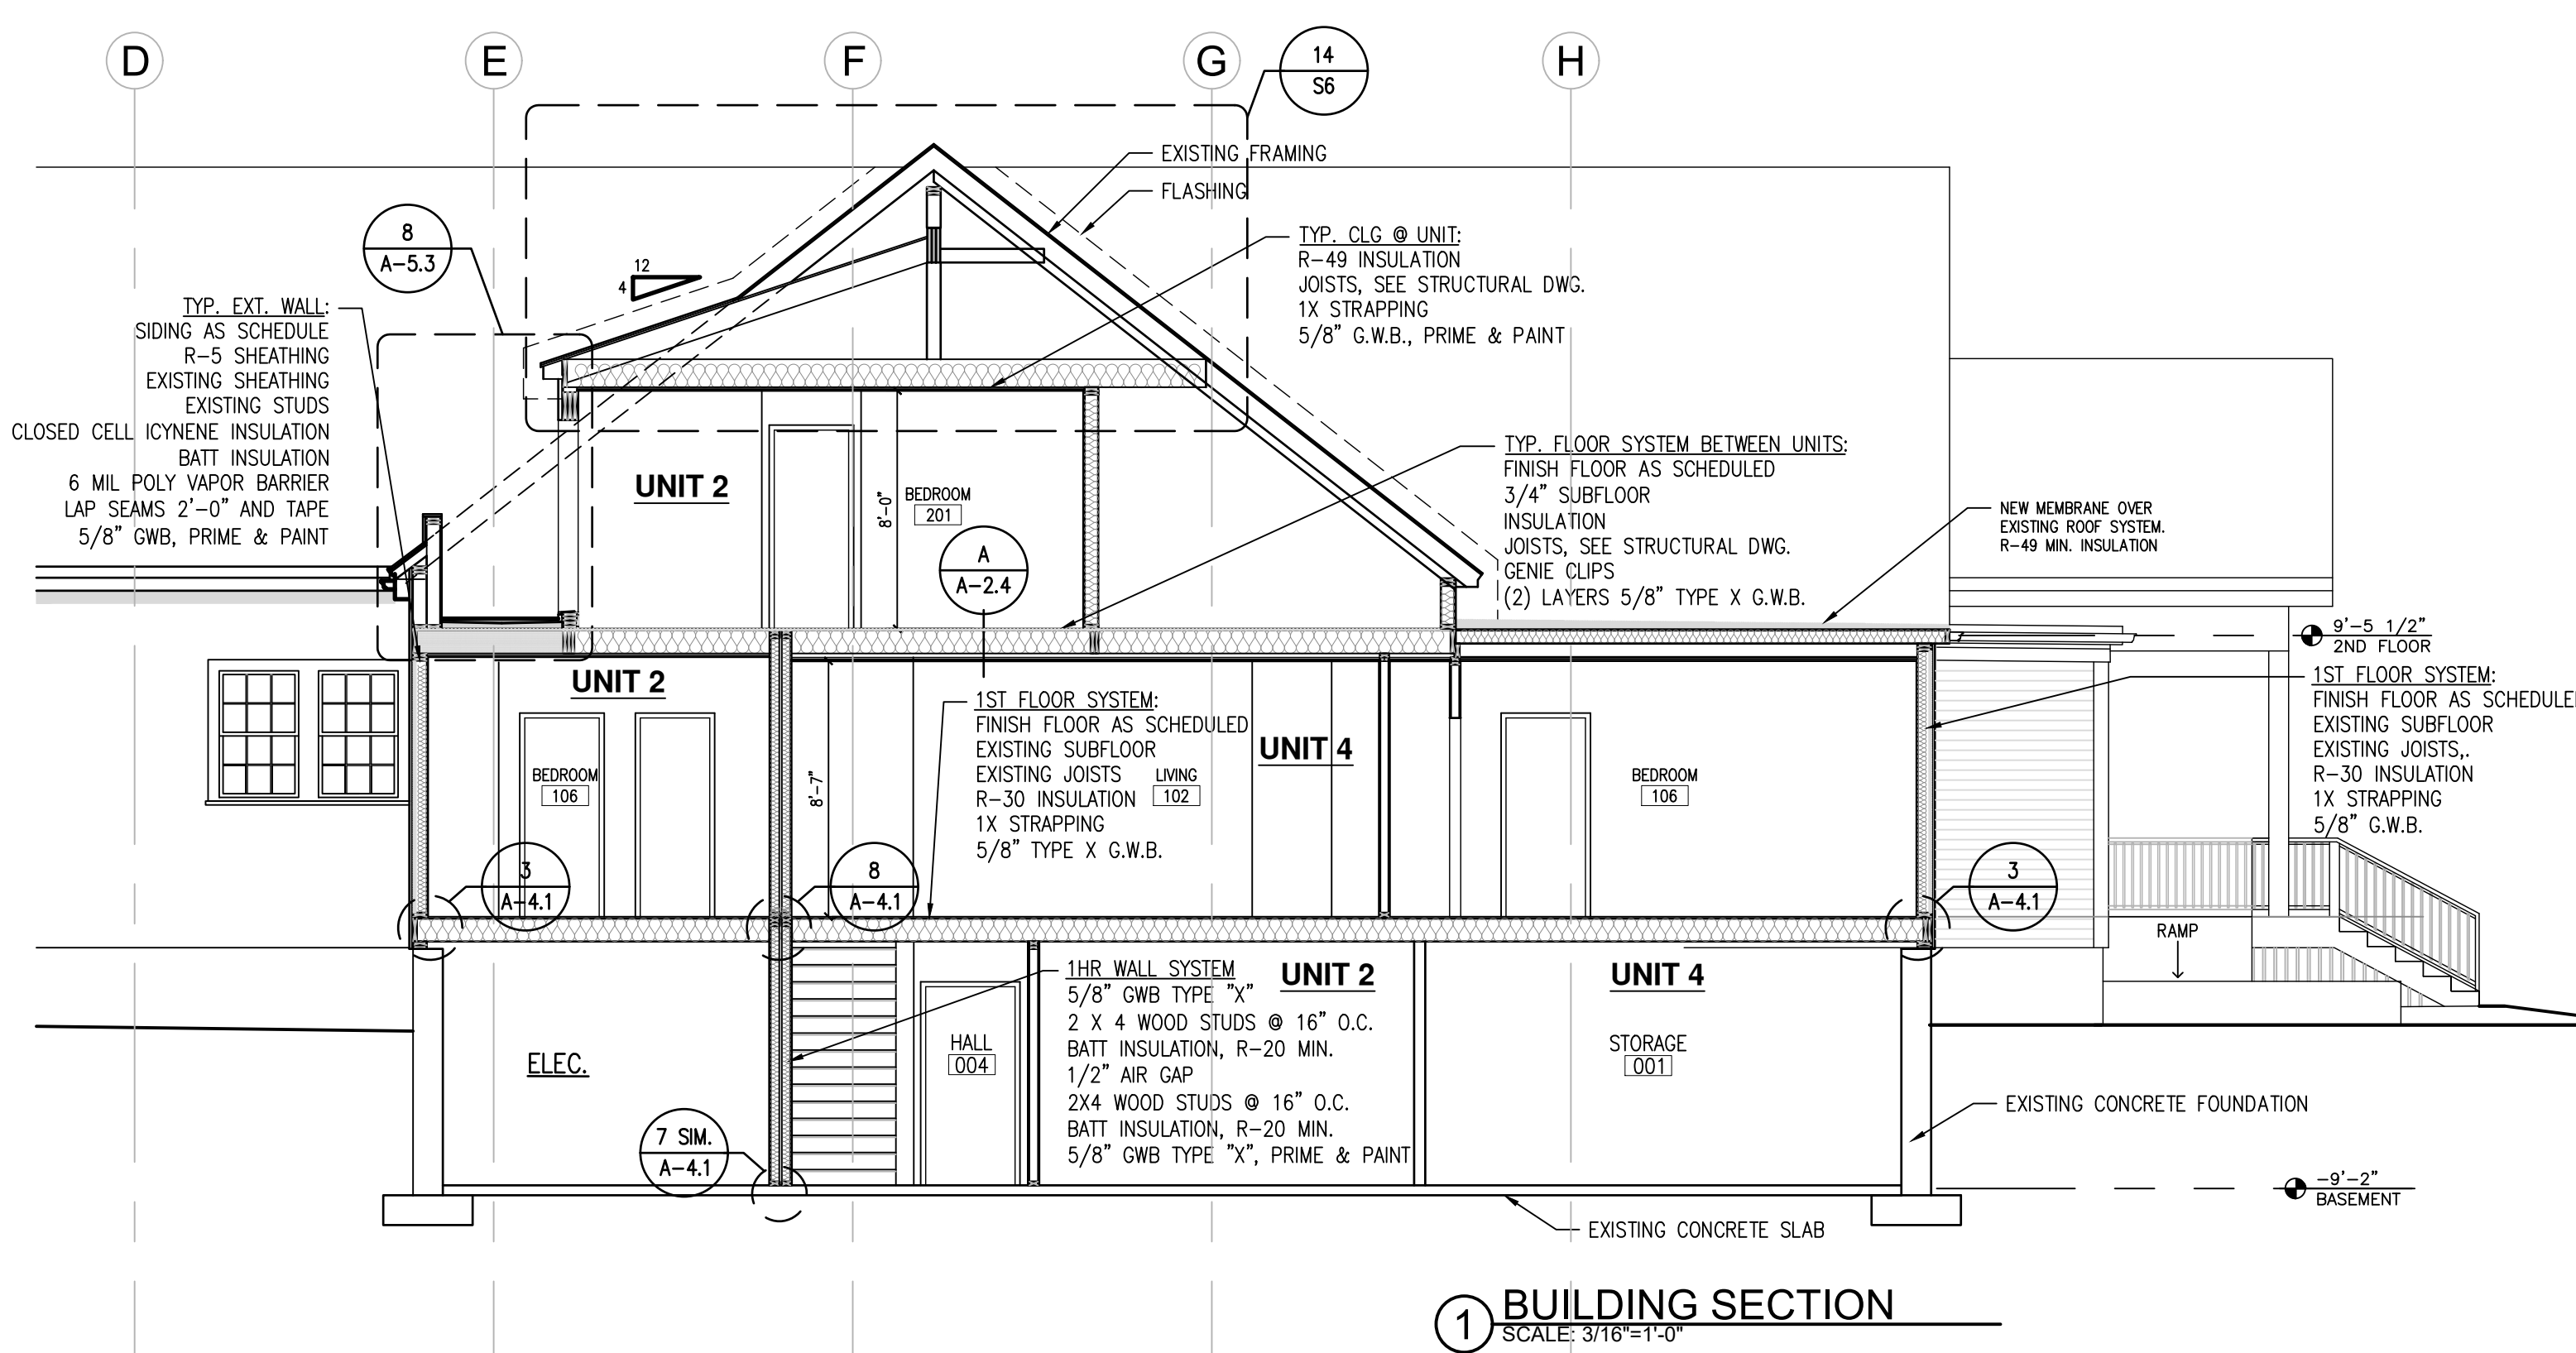 D
E
F
G
H
14
S6
EXISTING FRAMING
FLASHING
8
A-5.3
12
4
TYP. CLG @ UNIT:
R-49 INSULATION
JOISTS, SEE STRUCTURAL DWG.
1X STRAPPING
5/8" G.W.B., PRIME & PAINT
TYP. EXT. WALL:
SIDING AS SCHEDULE
R-5 SHEATHING
EXISTING SHEATHING
EXISTING STUDS
CLOSED CELL ICYNENE INSULATION
BATT INSULATION
6 MIL POLY VAPOR BARRIER
LAP SEAMS 2'-0" AND TAPE
5/8" GWB, PRIME & PAINT
UNIT 2
8'-0"
BEDROOM
201
A
A-2.4
TYP. FLOOR SYSTEM BETWEEN UNITS:
FINISH FLOOR AS SCHEDULED
3/4" SUBFLOOR
INSULATION
JOISTS, SEE STRUCTURAL DWG.
GENIE CLIPS
(2) LAYERS 5/8" TYPE X G.W.B.
NEW MEMBRANE OVER
EXISTING ROOF SYSTEM.
R-49 MIN. INSULATION
9'-5 1/2"
2ND FLOOR
UNIT 2
BEDROOM
106
8'-7"
1ST FLOOR SYSTEM:
FINISH FLOOR AS SCHEDULED
EXISTING SUBFLOOR
EXISTING JOISTS
R-30 INSULATION
1X STRAPPING
5/8" TYPE X G.W.B.
LIVING
102
UNIT 4
BEDROOM
106
1ST FLOOR SYSTEM:
FINISH FLOOR AS SCHEDULE
EXISTING SUBFLOOR
EXISTING JOISTS,.
R-30 INSULATION
1X STRAPPING
5/8" G.W.B.
3
A-4.1
8
A-4.1
3
A-4.1
RAMP
ELEC.
HALL
004
1HR WALL SYSTEM
5/8" GWB TYPE "X"
2 X 4 WOOD STUDS @ 16" O.C.
BATT INSULATION, R-20 MIN.
1/2" AIR GAP
2X4 WOOD STUDS @ 16" O.C.
BATT INSULATION, R-20 MIN.
5/8" GWB TYPE "X", PRIME & PAINT
UNIT 2
UNIT 4
STORAGE
001
7 SIM.
A-4.1
EXISTING CONCRETE FOUNDATION
-9'-2"
BASEMENT
EXISTING CONCRETE SLAB
1
BUILDING SECTION
SCALE: 3/16"=1'-0"